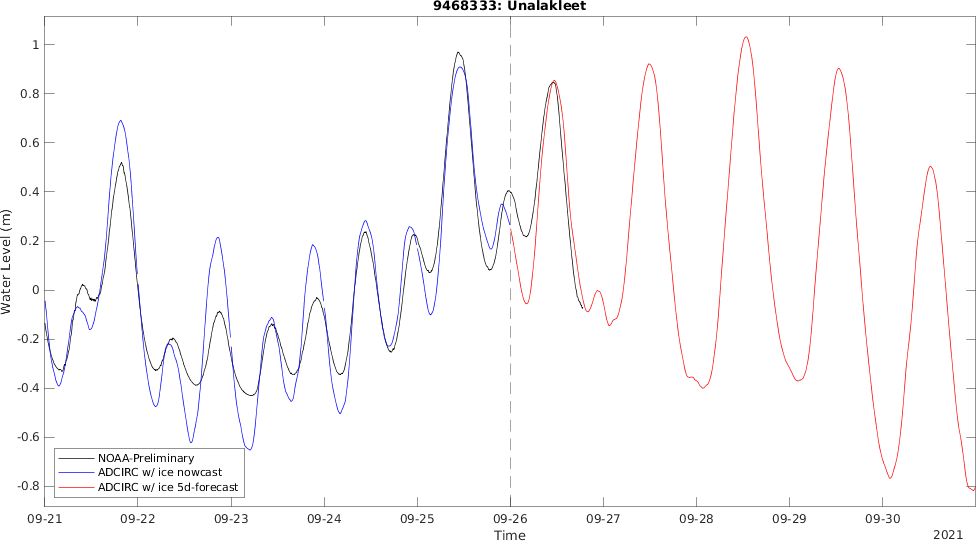 9468333: Unalakleet
1
0.8
0.6
0.4
0.2
0
-0.2
-0.4
-0.6
-0.8
Water Level (m)
NOAA-Preliminary
ADCIRC w/ ice nowcast
ADCIRC w/ ice 5d-forecast
09-21 09-22 09-23 09-24 09-25 09-26 09-27 09-28 09-29 09-30
Time
2021